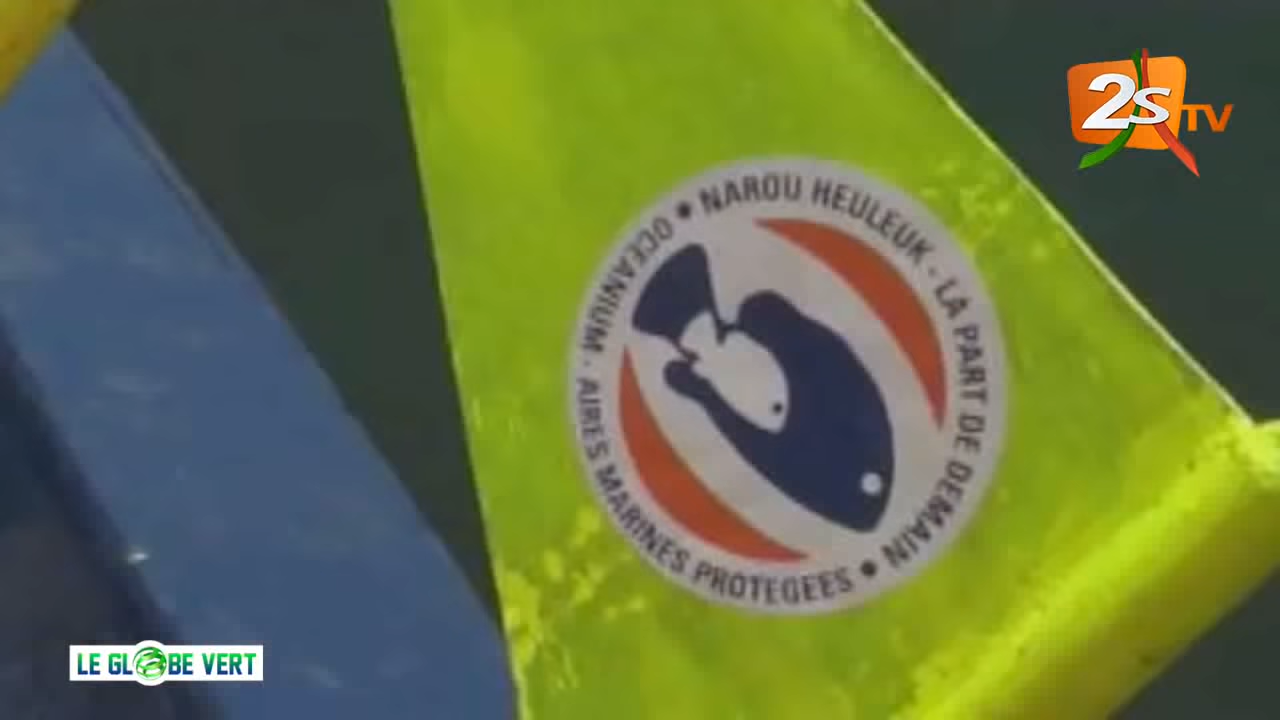 2s TV
NAROU HEULEUK - LA PART DE DEMAIN
OCEANIUM - AIRES MARINES PROTEGEES
LE GLOBE VERT